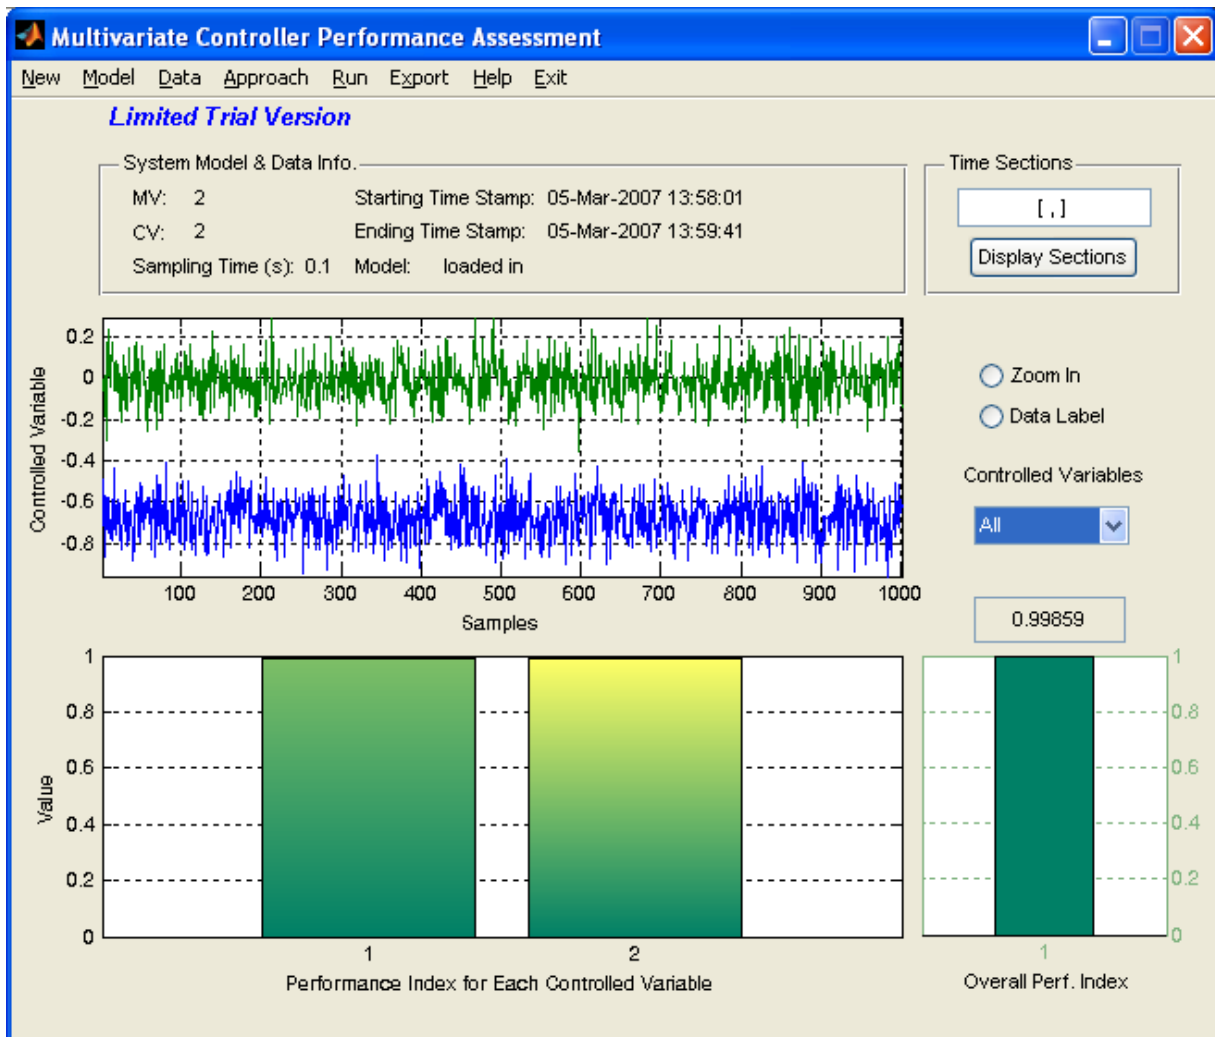 Multivariate Controller Performance Assessment
New Model Data Approach Run Export Help Exit
Limited Trial Version
System Model & Data Info.
MV: 2 Starting Time Stamp: 05-Mar-2007 13:58:01
CV: 2 Ending Time Stamp: 05-Mar-2007 13:59:41
Sampling Time (s): 0.1 Model: loaded in
Time Sections
[ , ]
Display Sections
0.2
0
-0.2
-0.4
-0.6
-0.8
Controlled Variable
100 200 300 400 500 600 700 800 900 1000
Samples
Zoom In
Data Label
Controlled Variables
All
0.99859
1
0.8
0.6
0.4
0.2
0
Value
1 2
Performance Index for Each Controlled Variable
1
0.8
0.6
0.4
0.2
0
1
Overall Perf. Index